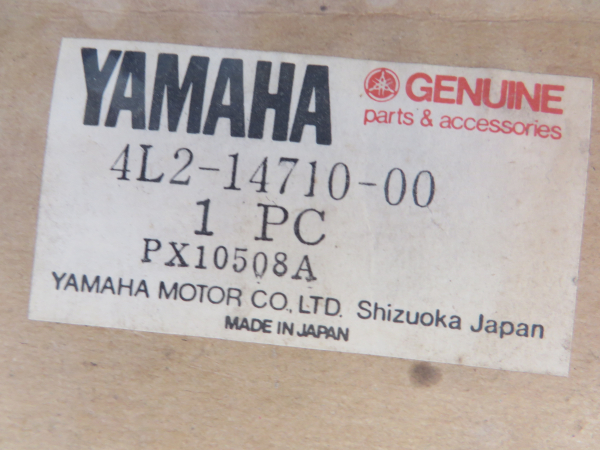 YAMAHA
GENUINE
parts & accessories
4L2-14710-00
1 PC
PX10508A
YAMAHA MOTOR CO., LTD. Shizuoka Japan
MADE IN JAPAN